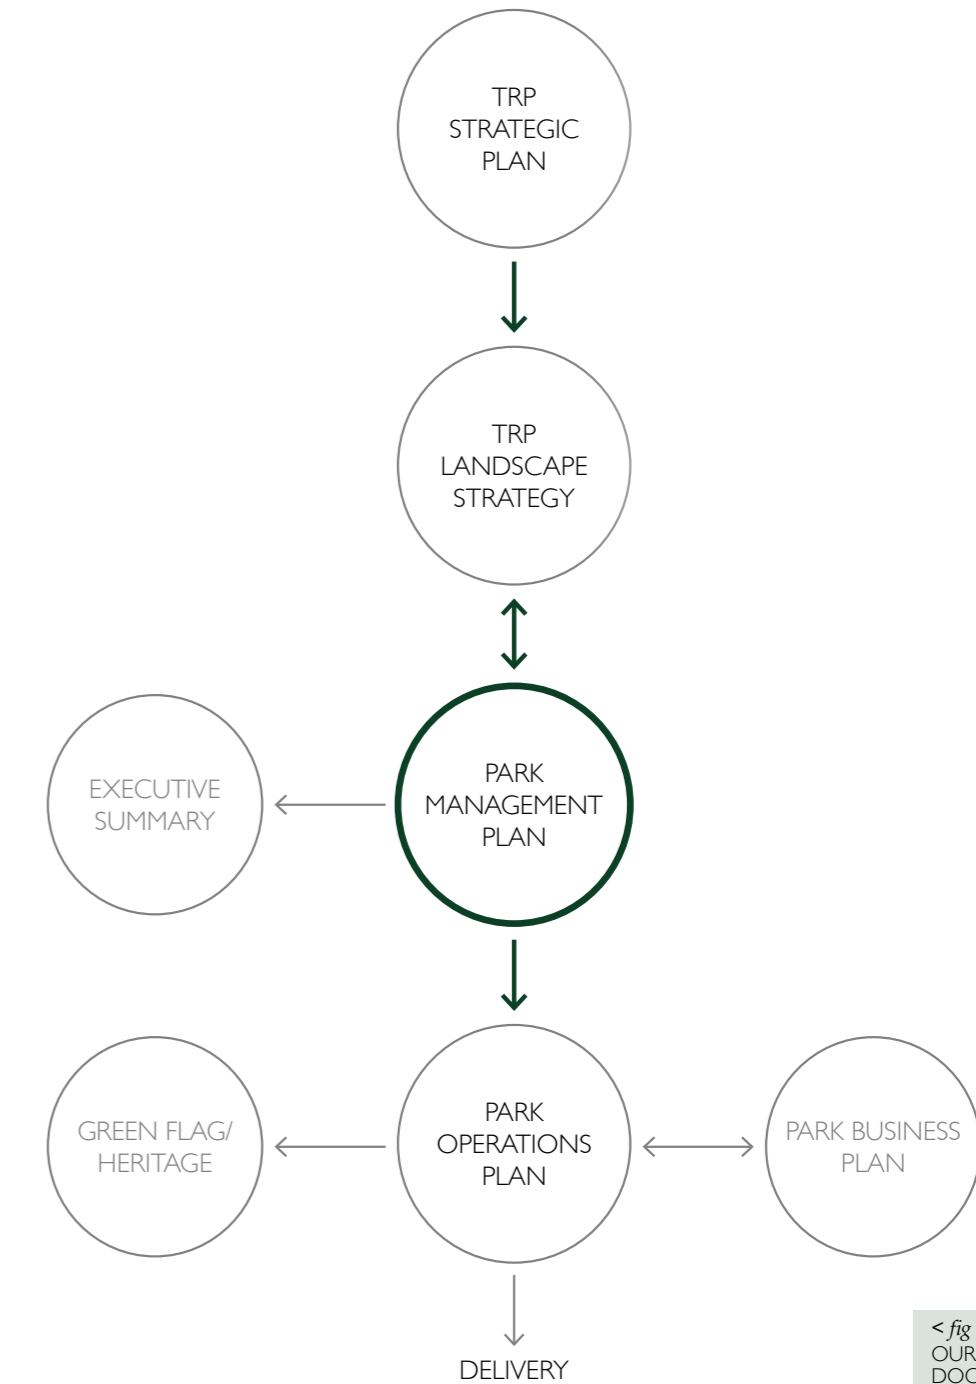 TRP
STRATEGIC
PLAN
TRP
LANDSCAPE
STRATEGY
EXECUTIVE
SUMMARY
PARK
MANAGEMENT
PLAN
GREEN FLAG/
HERITAGE
PARK
OPERATIONS
PLAN
PARK BUSINESS
PLAN
DELIVERY
< fig
OUR
DOC